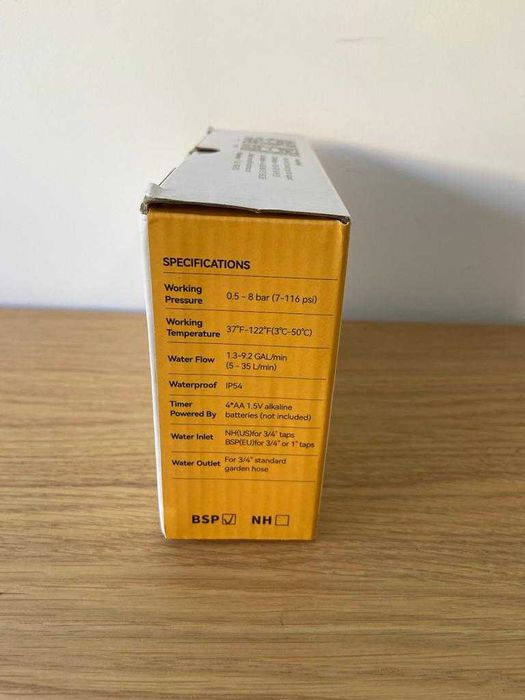 SPECIFICATIONS
Working Pressure 0.5 – 8 bar (7–116 psi)
Working Temperature 37°F–122°F(3°C–50°C)
Water Flow 1.3–9.2 GAL/min
(5 – 35 L/min)
Waterproof IP54
Timer Powered By 4*AA 1.5V alkaline
batteries (not included)
Water Inlet NH(US)for 3/4" taps
BSP(EU)for 3/4" or 1" taps
Water Outlet For 3/4" standard
garden hose
BSP NH